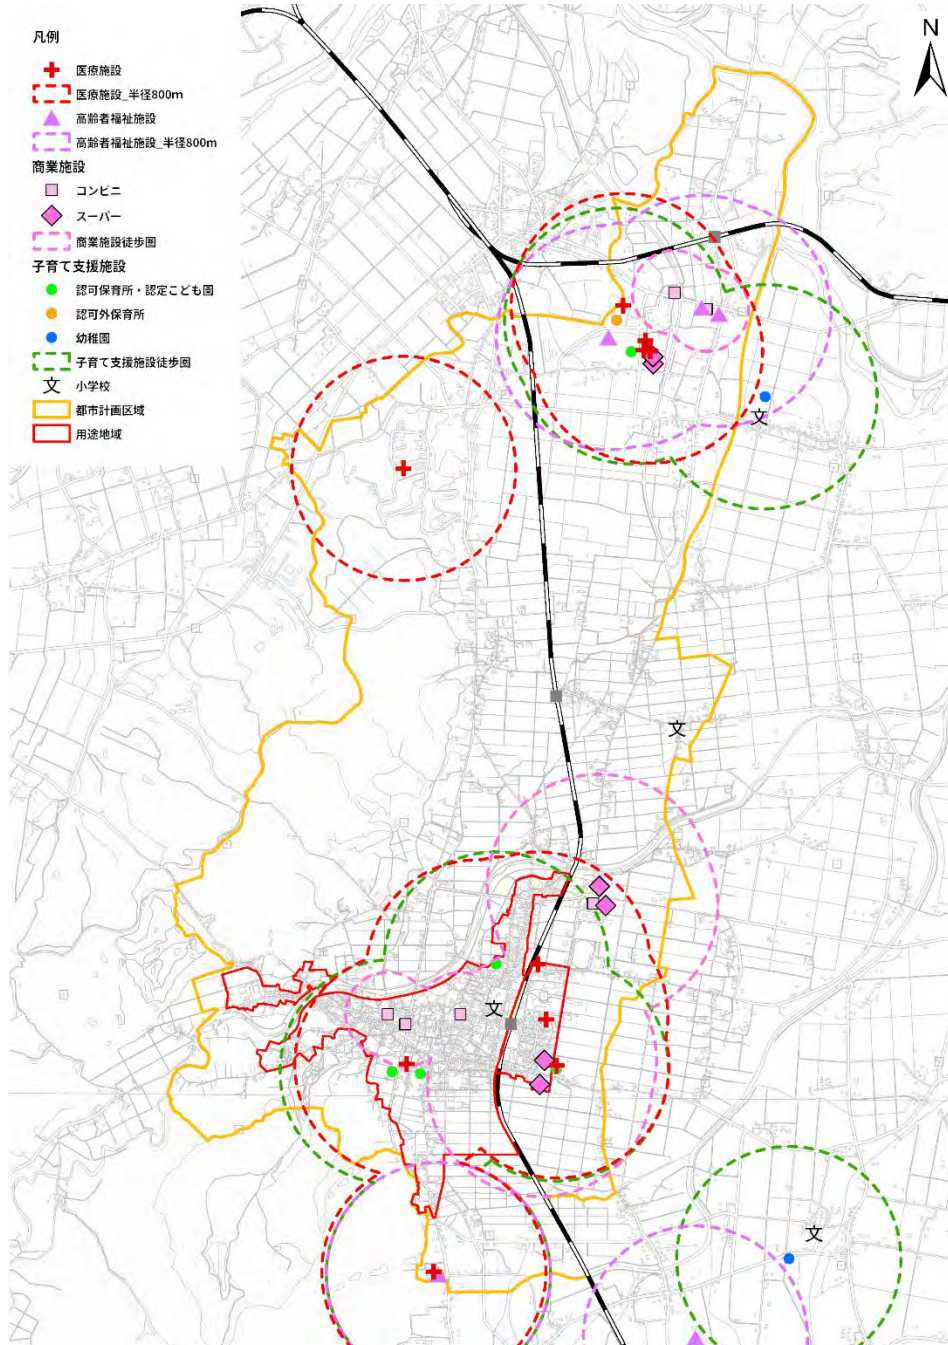 凡例
医療施設
医療施設_半径800m
高齢者福祉施設
高齢者福祉施設_半径800m
商業施設
コンビニ
スーパー
商業施設徒歩圏
子育て支援施設
認可保育所・認定こども園
認可外保育所
幼稚園
子育て支援施設徒歩圏
文 小学校
都市計画区域
用途地域
N
文
文
文
文